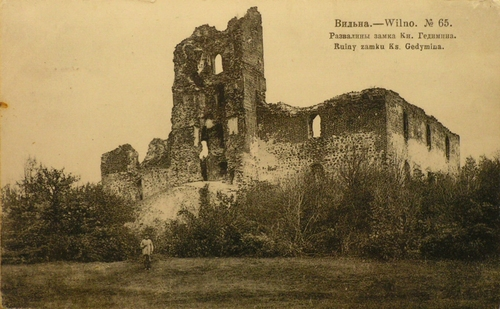 Вильна.—Wilno. № 65.
Развалины замка Кн. Гедимина.
Ruiny zamku Ks. Gedymina.